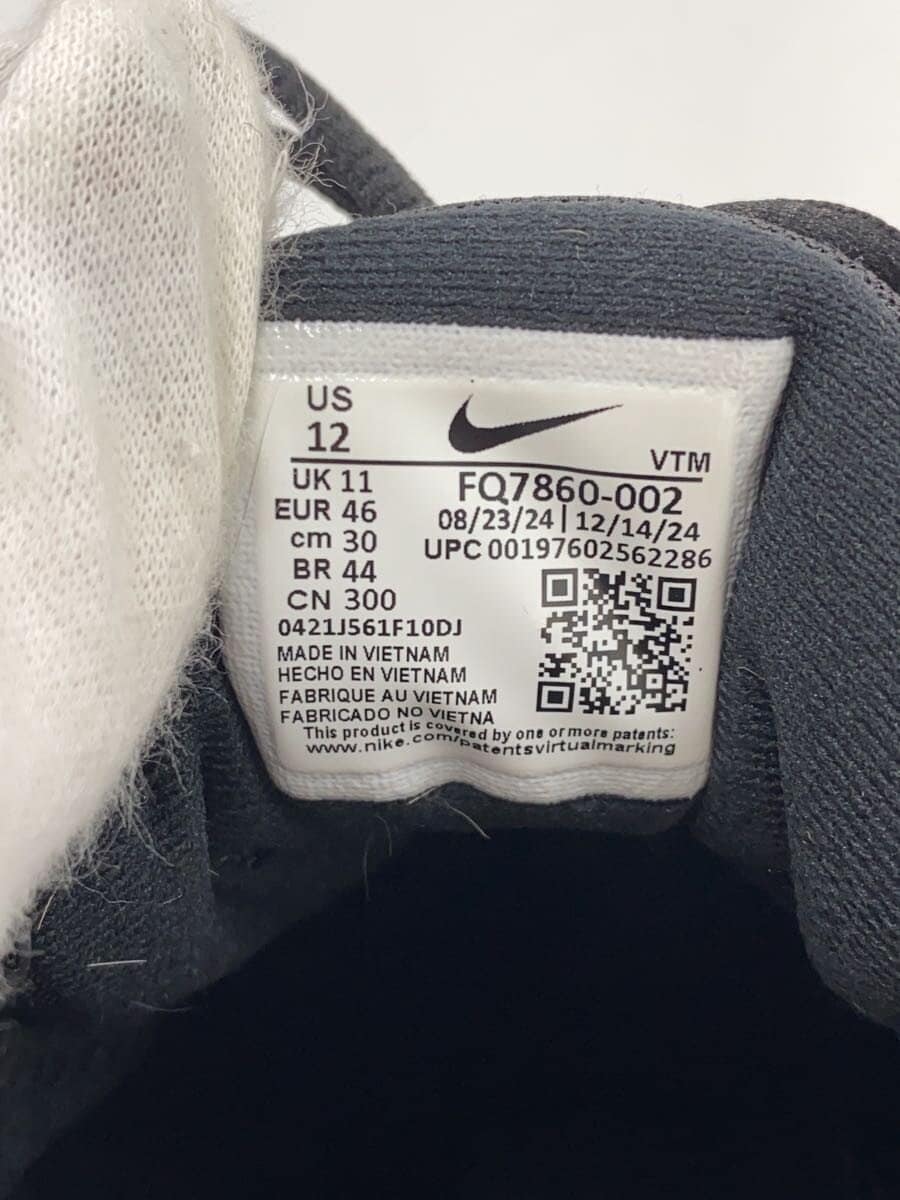 US
12
VTM
UK 11
EUR 46
cm 30
BR 44
CN 300
FQ7860-002
08/23/24 | 12/14/24
UPC 00197602562286
0421J561F10DJ
MADE IN VIETNAM
HECHO EN VIETNAM
FABRIQUE AU VIETNAM
FABRICADO NO VIETNA
This product is covered by one or more patents:
www.nike.com/patentsvirtualmarking